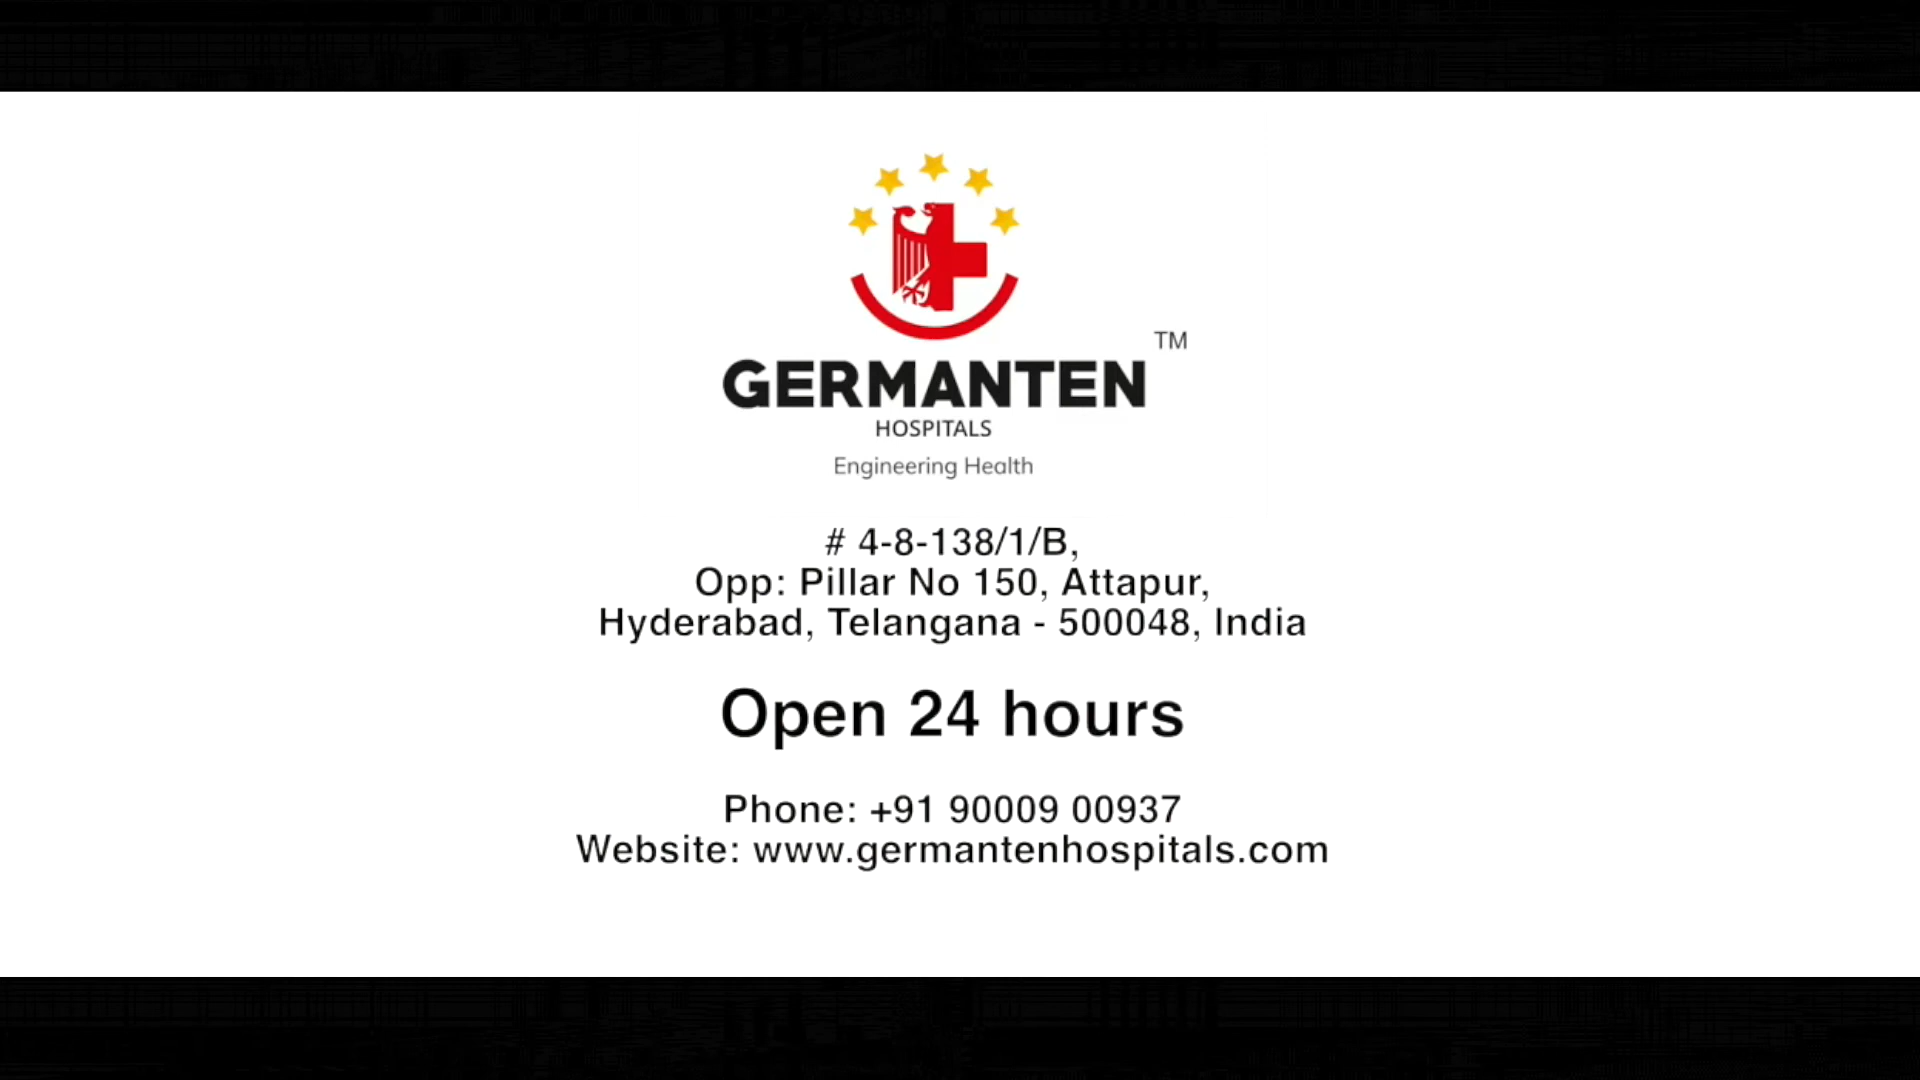 TM
GERMANTEN
HOSPITALS
Engineering Health
# 4-8-138/1/B,
Opp: Pillar No 150, Attapur,
Hyderabad, Telangana - 500048, India
Open 24 hours
Phone: +91 90009 00937
Website: www.germantenhospitals.com